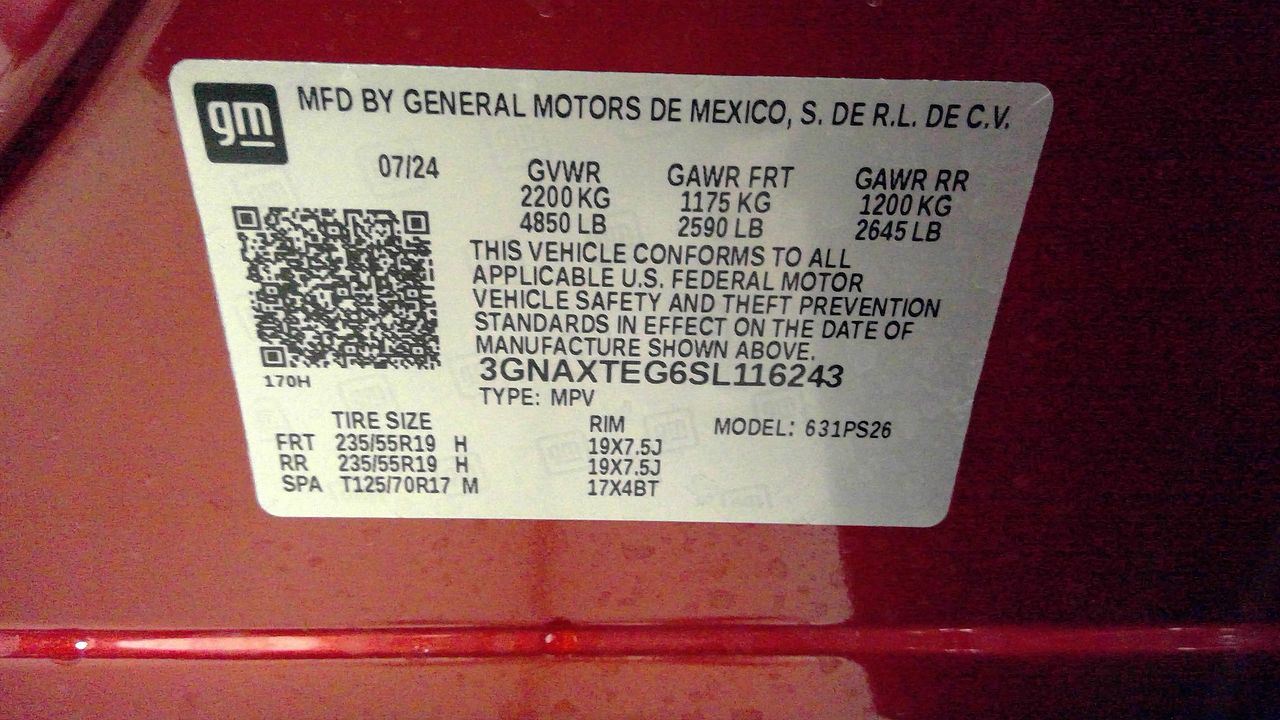 gm
MFD BY GENERAL MOTORS DE MEXICO, S. DE R.L. DE C.V.
07/24 GVWR GAWR FRT GAWR RR
2200 KG 1175 KG 1200 KG
4850 LB 2590 LB 2645 LB
THIS VEHICLE CONFORMS TO ALL
APPLICABLE U.S. FEDERAL MOTOR
VEHICLE SAFETY AND THEFT PREVENTION
STANDARDS IN EFFECT ON THE DATE OF
MANUFACTURE SHOWN ABOVE.
3GNAXTEG6SL116243
170H
TYPE: MPV
TIRE SIZE RIM MODEL: 631PS26
FRT 235/55R19 H 19X7.5J
RR 235/55R19 H 19X7.5J
SPA T125/70R17 M 17X4BT